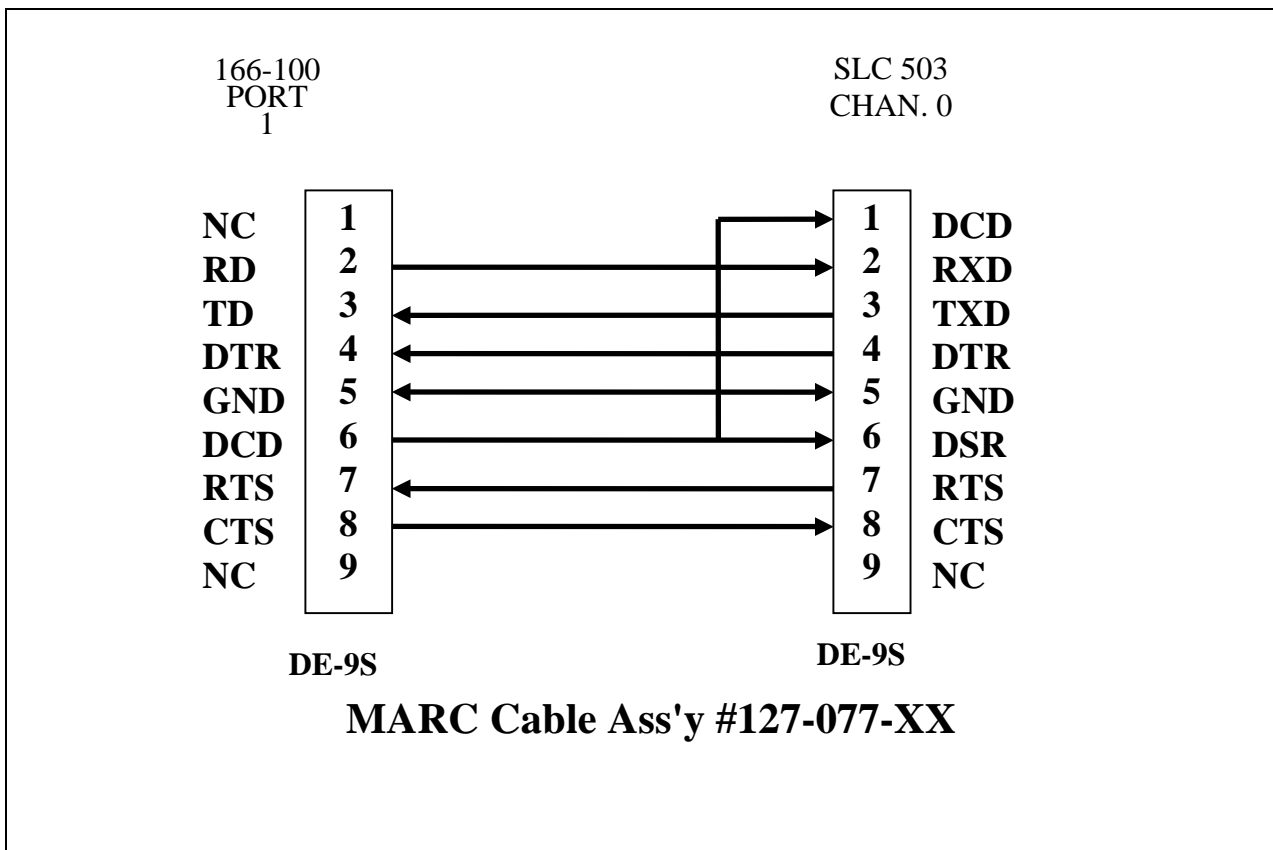 166-100
PORT
1
SLC 503
CHAN. 0
NC 1 1 DCD
RD 2 2 RXD
TD 3 3 TXD
DTR 4 4 DTR
GND 5 5 GND
DCD 6 6 DSR
RTS 7 7 RTS
CTS 8 8 CTS
NC 9 9 NC
DE-9S DE-9S
MARC Cable Ass'y #127-077-XX